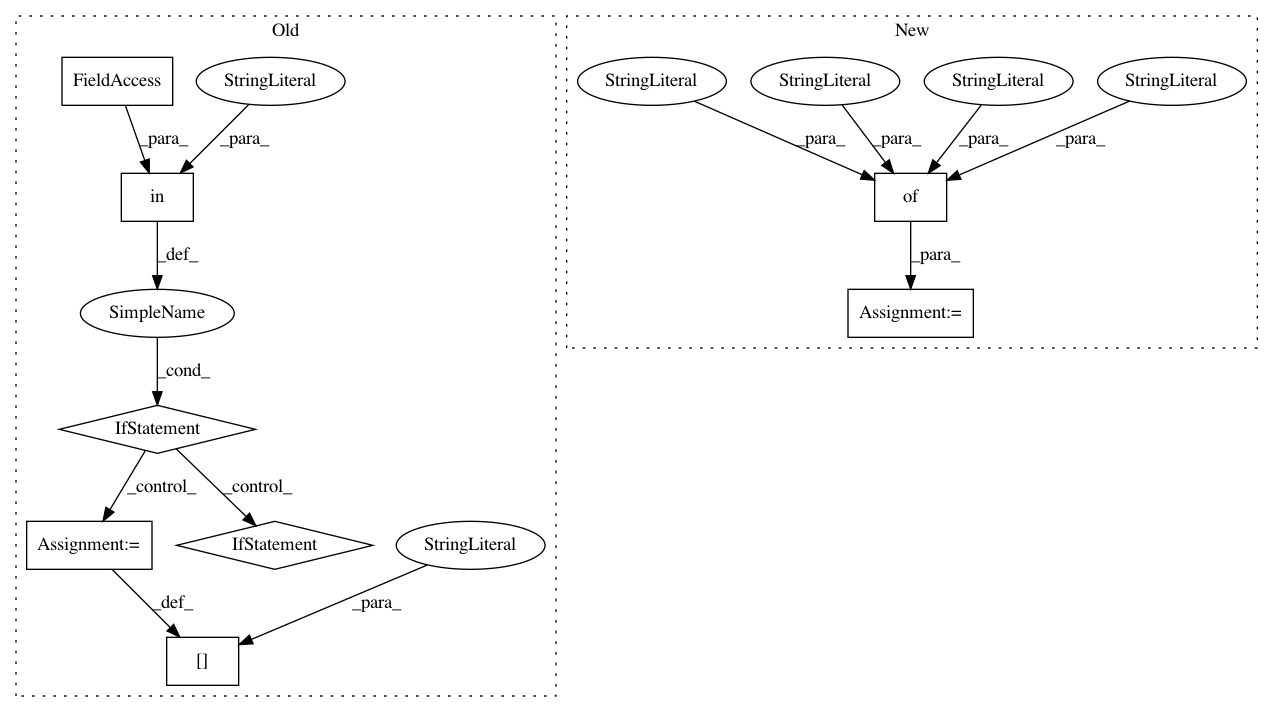 Old
New
FieldAccess
StringLiteral
StringLiteral
StringLiteral
StringLiteral
StringLiteral
_para_
_para_
_para_
_para_
_para_
_para_
in
of
_def_
_para_
SimpleName
Assignment:=
_cond_
IfStatement
_control_
_control_
Assignment:=
IfStatement
StringLiteral
_def_
_para_
[]